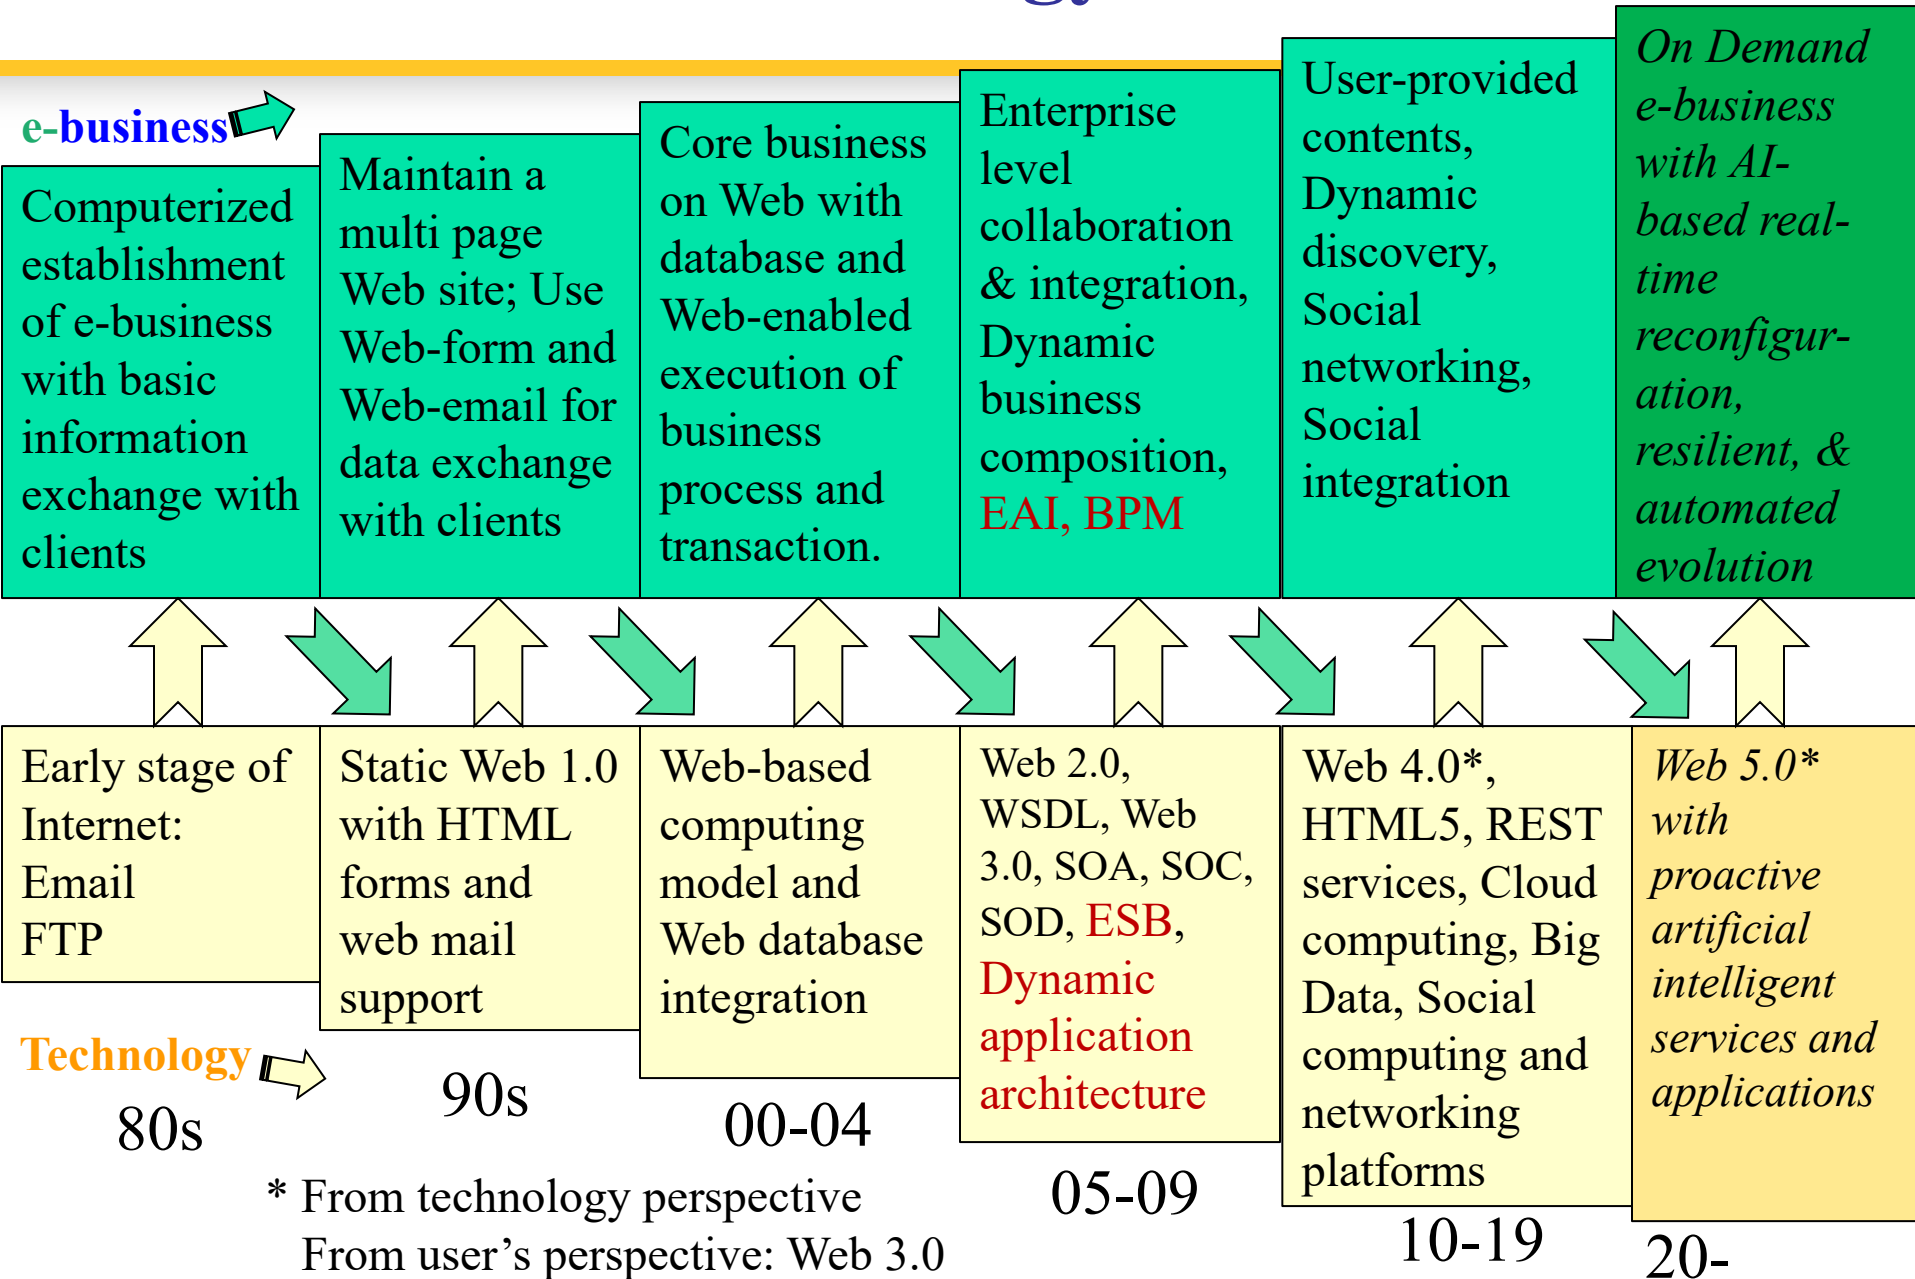 e-business
Computerized
establishment
of e-business
with basic
information
exchange with
clients
Maintain a
multi page
Web site; Use
Web-form and
Web-email for
data exchange
with clients
Core business
on Web with
database and
Web-enabled
execution of
business
process and
transaction.
Enterprise
level
collaboration
& integration,
Dynamic
business
composition,
EAI, BPM
User-provided
contents,
Dynamic
discovery,
Social
networking,
Social
integration
On Demand
e-business
with AI-
based real-
time
reconfigur-
ation,
resilient, &
automated
evolution
Early stage of
Internet:
Email
FTP
Static Web 1.0
with HTML
forms and
web mail
support
Web-based
computing
model and
Web database
integration
Web 2.0,
WSDL, Web
3.0, SOA, SOC,
SOD, ESB,
Dynamic
application
architecture
Web 4.0*,
HTML5, REST
services, Cloud
computing, Big
Data, Social
computing and
networking
platforms
Web 5.0*
with
proactive
artificial
intelligent
services and
applications
Technology
80s
90s
00-04
05-09
10-19
20-
* From technology perspective
From user’s perspective: Web 3.0